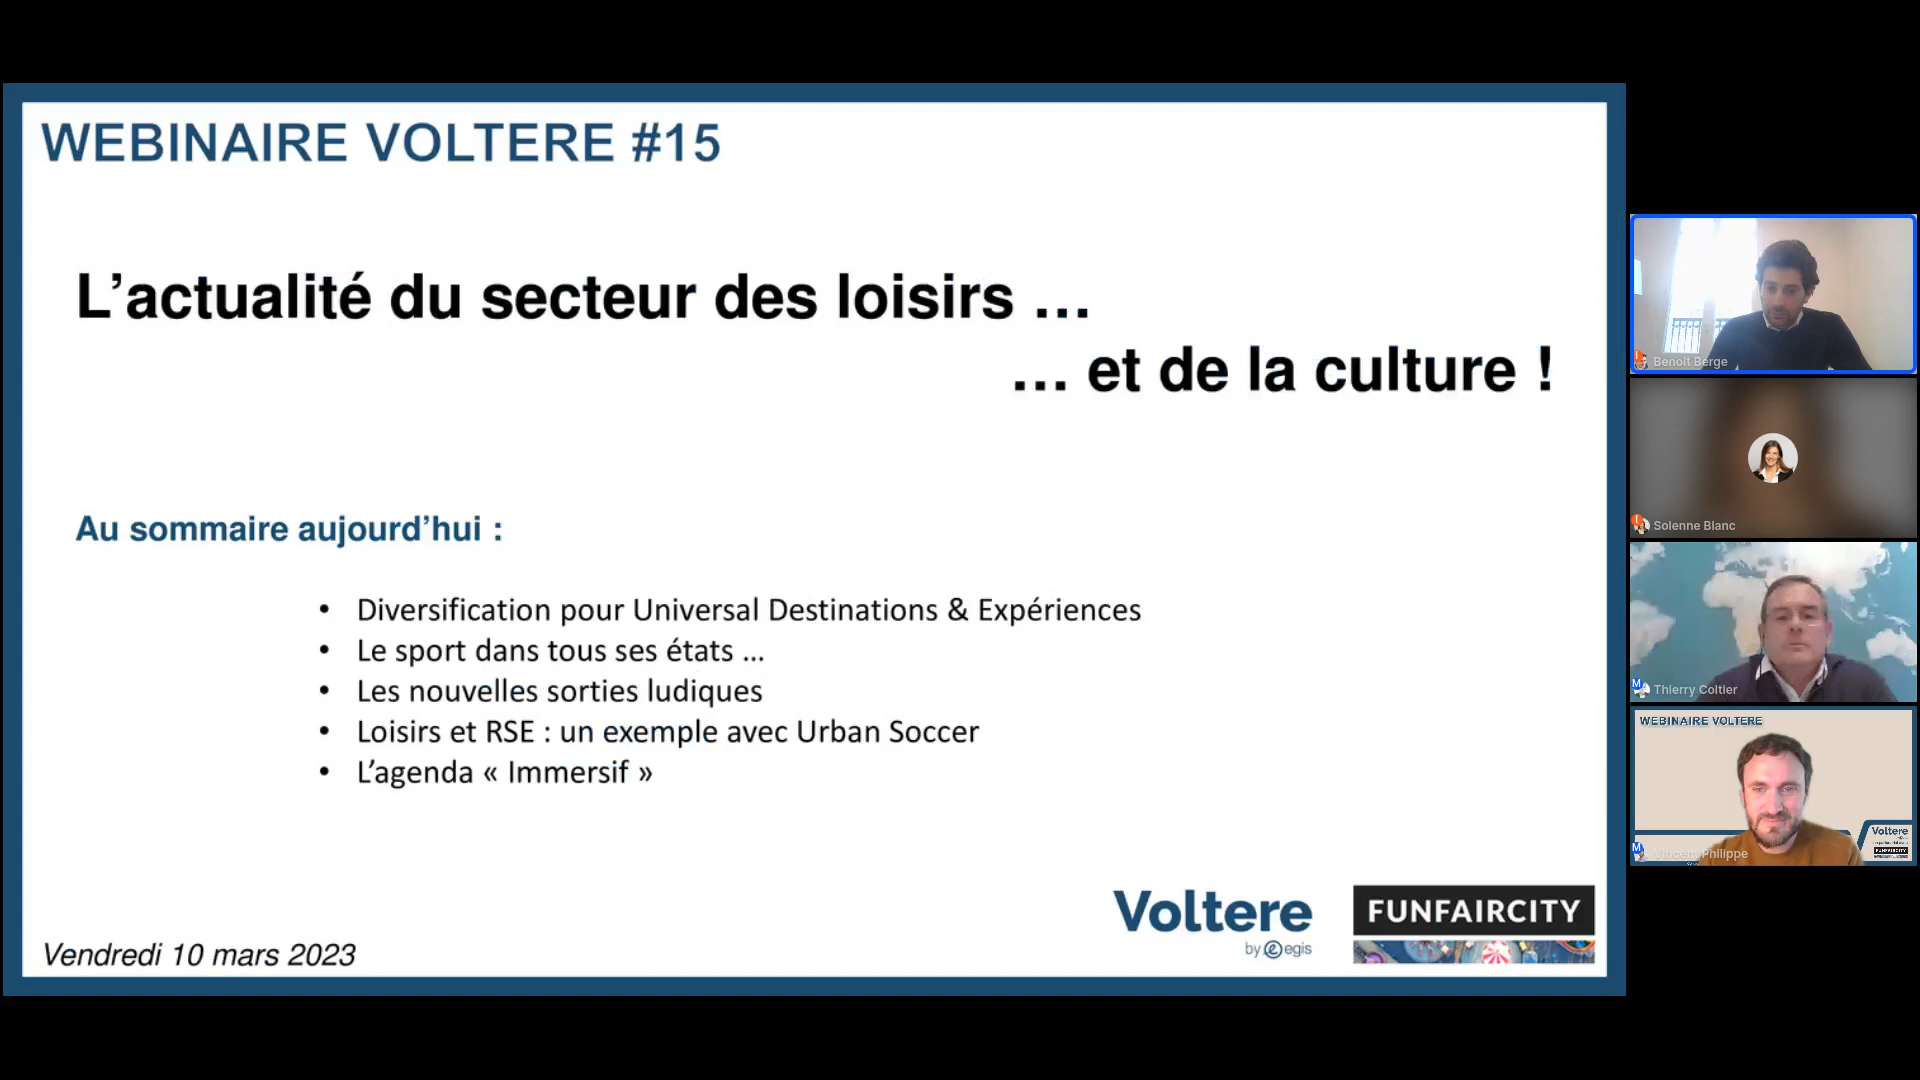 WEBINAIRE VOLTERE #15
L’actualité du secteur des loisirs ...
... et de la culture !
Au sommaire aujourd’hui :
• Diversification pour Universal Destinations & Expériences
• Le sport dans tous ses états ...
• Les nouvelles sorties ludiques
• Loisirs et RSE : un exemple avec Urban Soccer
• L’agenda « Immersif »
Vendredi 10 mars 2023
Voltere
by egis
FUNFAIRCITY
Benoit Berge
Solenne Blanc
M
Thierry Coltier
WEBINAIRE VOLTERE
Voltere
FUNFAIRCITY
M
Vincent Philippe